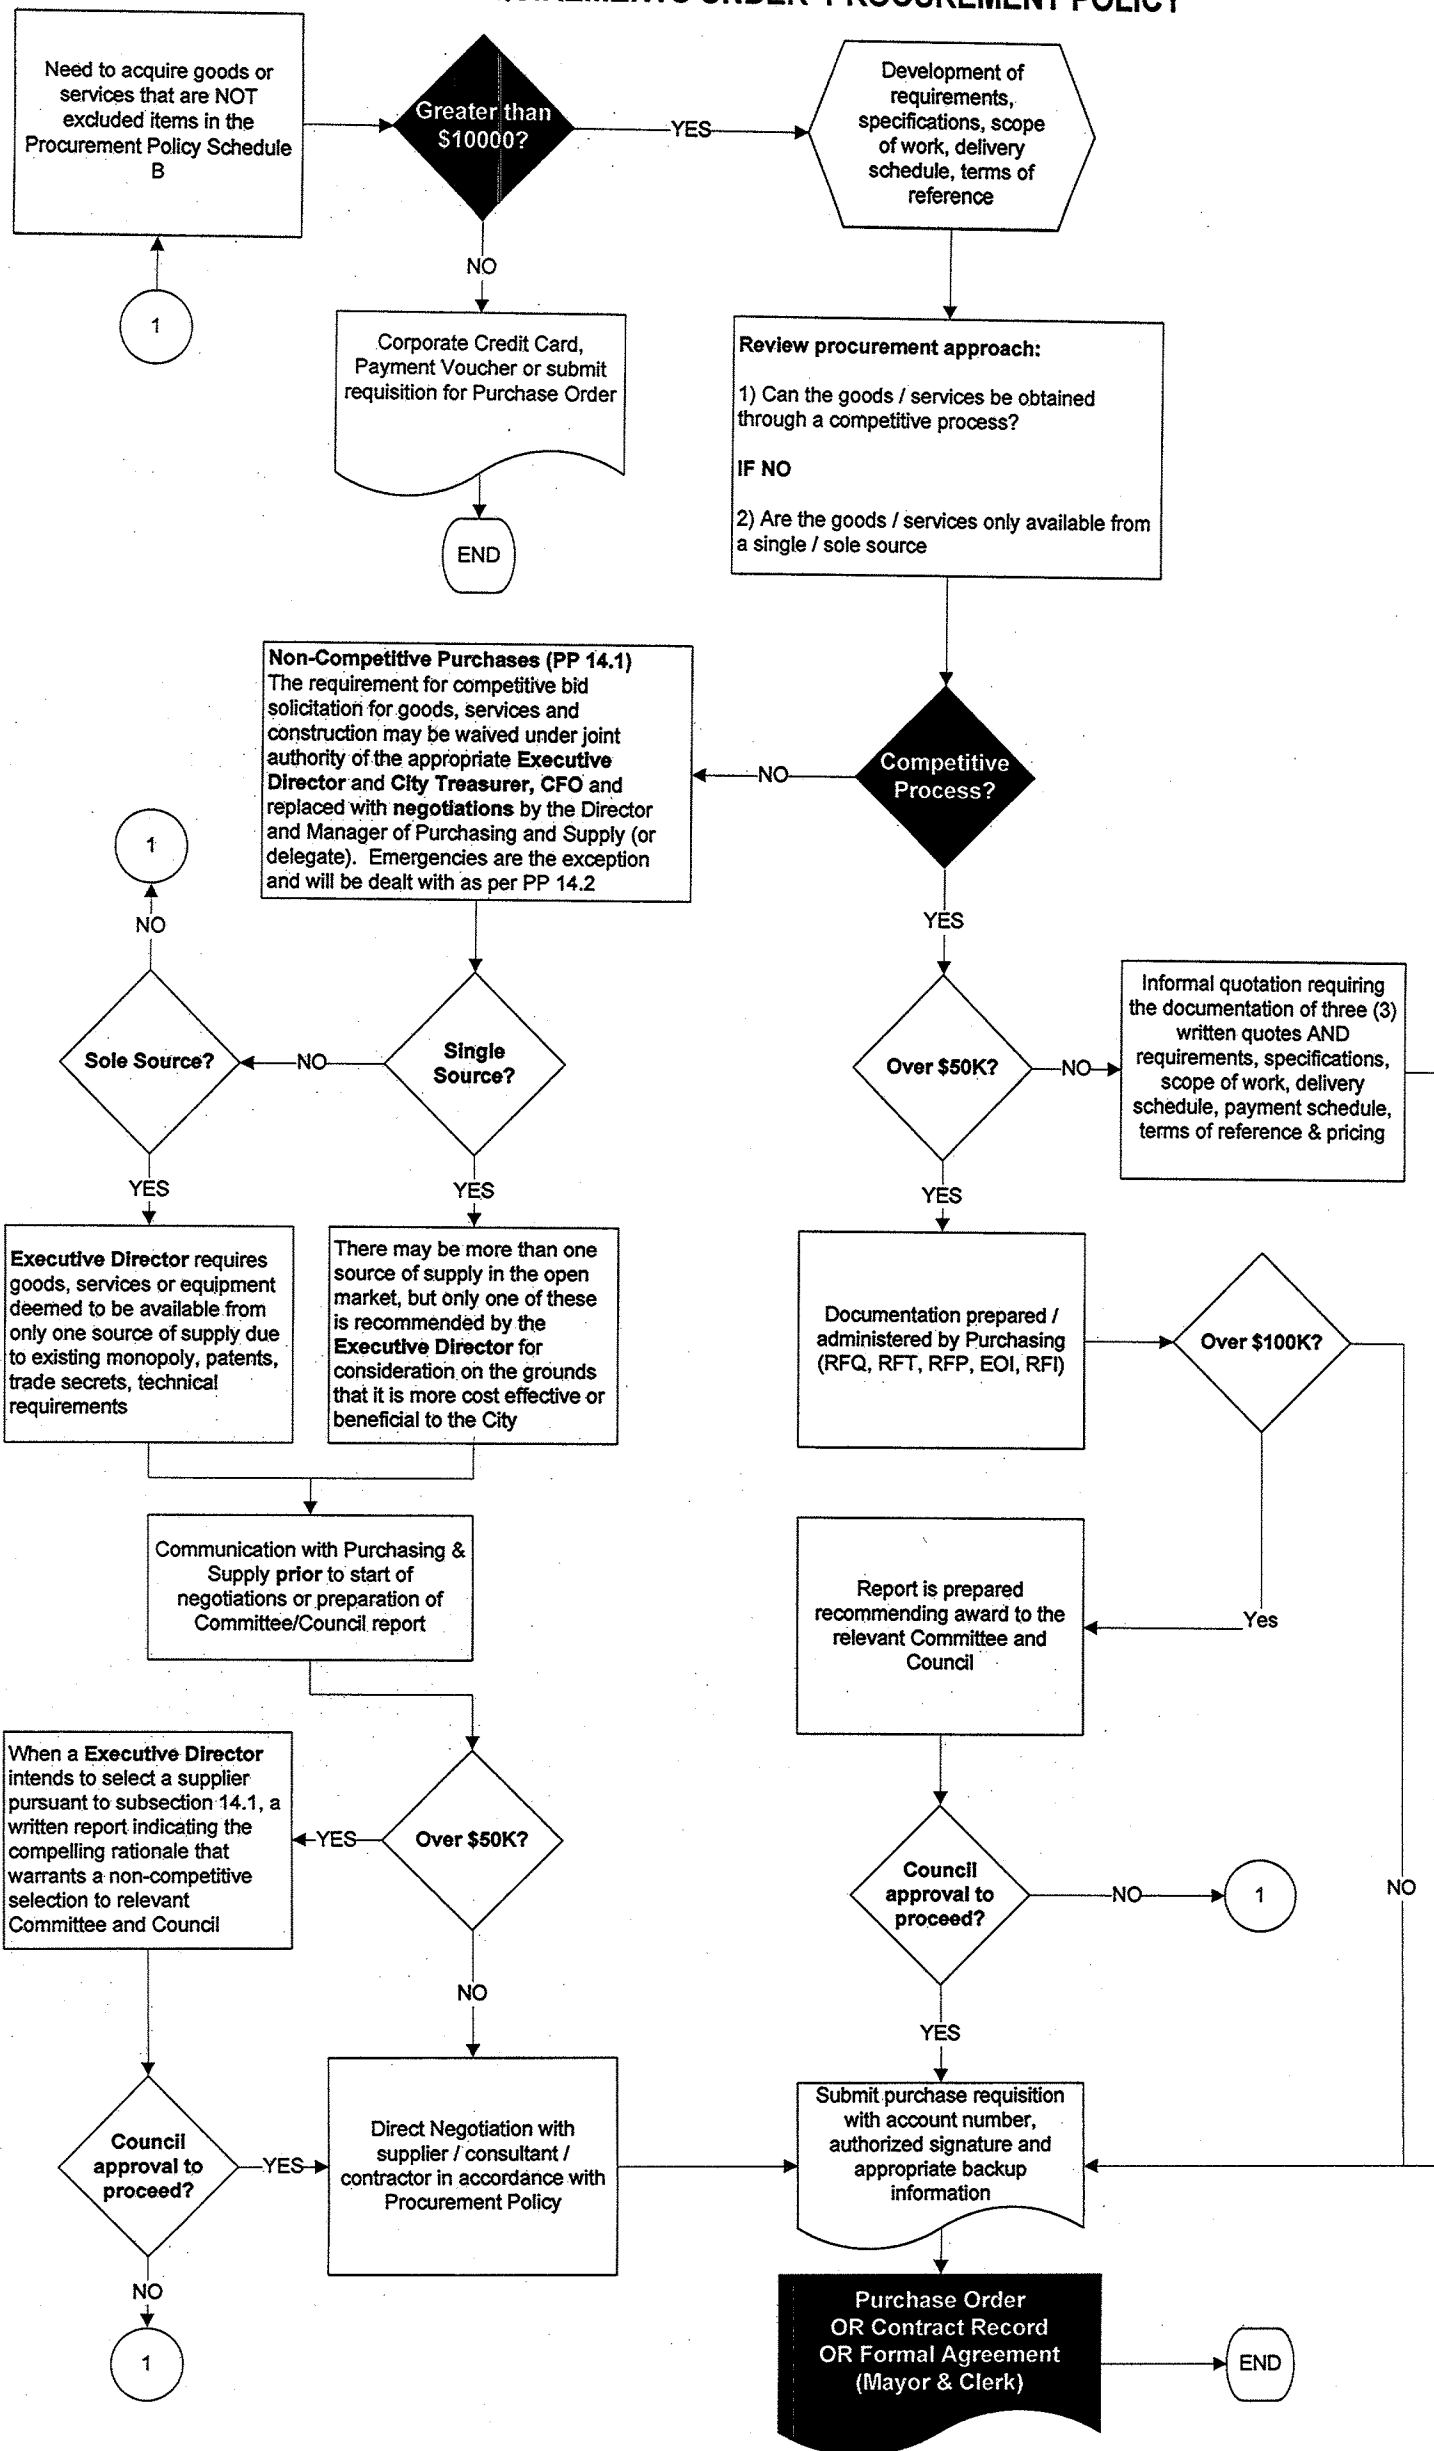 PROCUREMENT POLICY
Need to acquire goods or
services that are NOT
excluded items in the
Procurement Policy Schedule
B
Greater than
$10000?
YES
Development of
requirements,
specifications, scope
of work, delivery
schedule, terms of
reference
NO
1
Corporate Credit Card,
Payment Voucher or submit
requisition for Purchase Order
END
Review procurement approach:
1) Can the goods / services be obtained
through a competitive process?
IF NO
2) Are the goods / services only available from
a single / sole source
Non-Competitive Purchases (PP 14.1)
The requirement for competitive bid
solicitation for goods, services and
construction may be waived under joint
authority of the appropriate Executive
Director and City Treasurer, CFO and
replaced with negotiations by the Director
and Manager of Purchasing and Supply (or
delegate). Emergencies are the exception
and will be dealt with as per PP 14.2
NO
Competitive
Process?
1
NO
YES
Sole Source?
NO
Single
Source?
Over $50K?
NO
Informal quotation requiring
the documentation of three (3)
written quotes AND
requirements, specifications,
scope of work, delivery
schedule, payment schedule,
terms of reference & pricing
YES
YES
YES
Executive Director requires
goods, services or equipment
deemed to be available from
only one source of supply due
to existing monopoly, patents,
trade secrets, technical
requirements
There may be more than one
source of supply in the open
market, but only one of these
is recommended by the
Executive Director for
consideration on the grounds
that it is more cost effective or
beneficial to the City
Documentation prepared /
administered by Purchasing
(RFQ, RFT, RFP, EOI, RFI)
Over $100K?
Communication with Purchasing &
Supply prior to start of
negotiations or preparation of
Committee/Council report
Report is prepared
recommending award to the
relevant Committee and
Council
Yes
When a Executive Director
intends to select a supplier
pursuant to subsection 14.1, a
written report indicating the
compelling rationale that
warrants a non-competitive
selection to relevant
Committee and Council
YES
Over $50K?
Council
approval to
proceed?
NO
1
NO
NO
YES
Council
approval to
proceed?
YES
Direct Negotiation with
supplier / consultant /
contractor in accordance with
Procurement Policy
Submit purchase requisition
with account number,
authorized signature and
appropriate backup
information
NO
1
Purchase Order
OR Contract Record
OR Formal Agreement
(Mayor & Clerk)
END